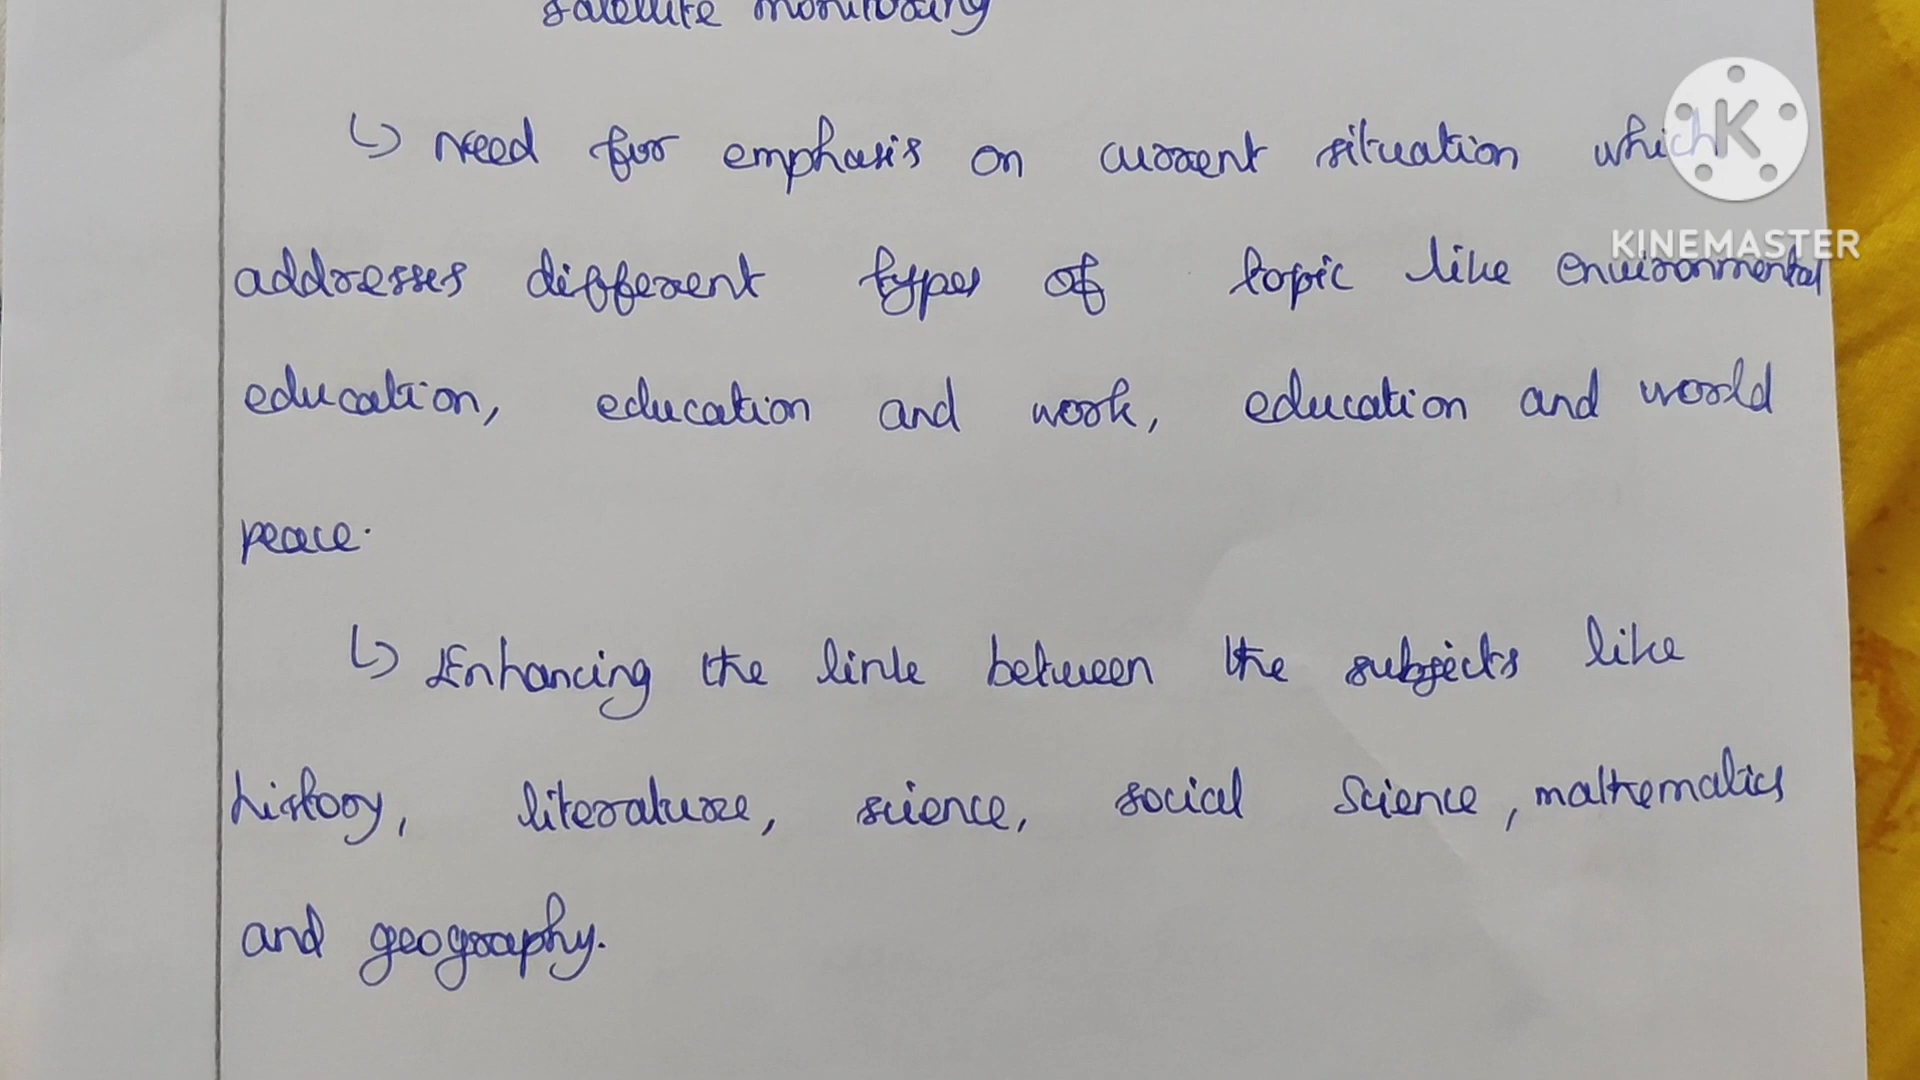 satellite monitoring
↳ Need for emphasis on current situation which
K
KINEMASTER
addresses different types of topic like environmental
education, education and work, education and world
peace.
↳ Enhancing the link between the subjects like
history, literature, science, social science, mathematics
and geography.